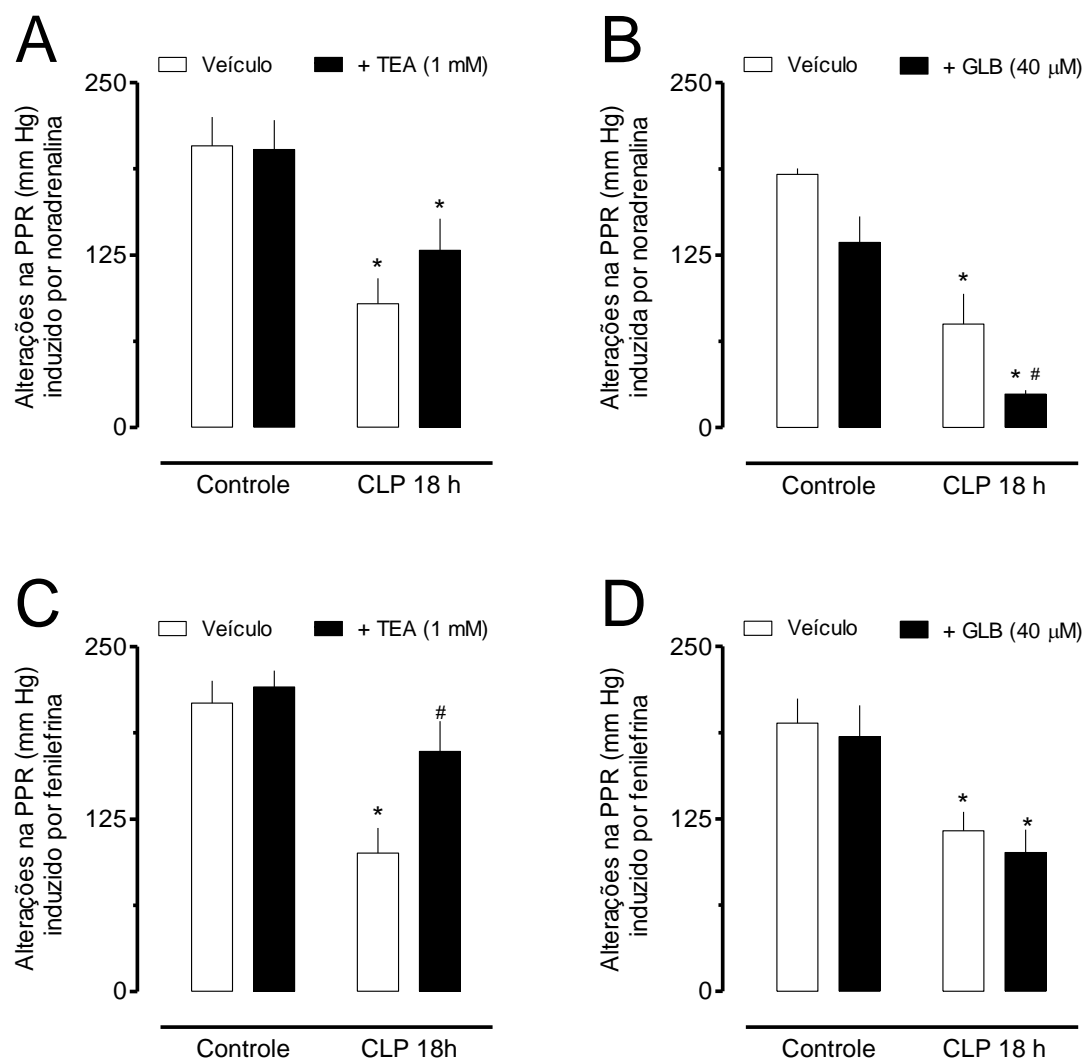 A
Veículo + TEA (1 mM)
Alterações na PPR (mm Hg)
induzido por noradrenalina
250
125
0
*
*
Controle CLP 18 h
B
Veículo + GLB (40 μM)
Alterações na PPR (mm Hg)
induzida por noradrenalina
250
125
0
*
* #
Controle CLP 18 h
C
Veículo + TEA (1 mM)
Alterações na PPR (mm Hg)
induzido por fenilefrina
250
125
0
*
#
Controle CLP 18h
D
Veículo + GLB (40 μM)
Alterações na PPR (mm Hg)
induzido por fenilefrina
250
125
0
*
*
Controle CLP 18 h